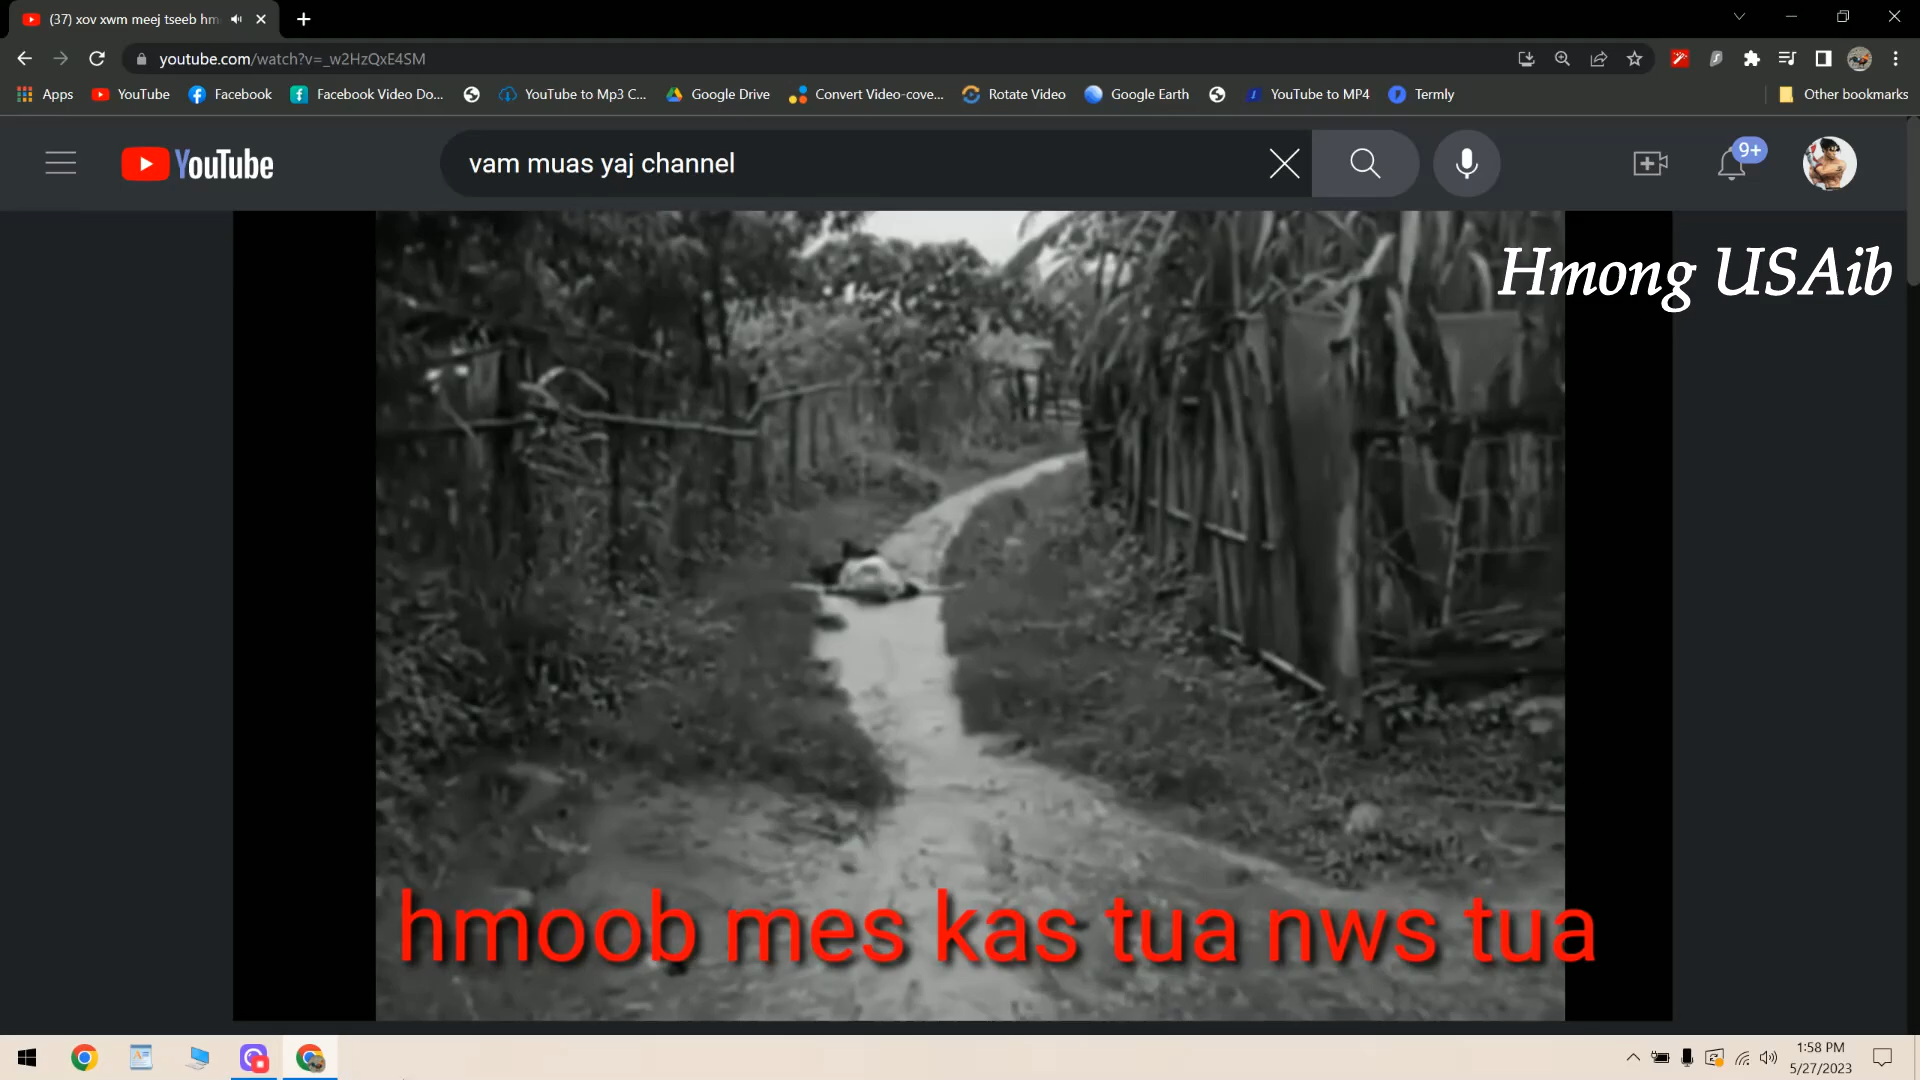 (37) xov xwm meej tseeb hm
youtube.com/watch?v=_w2HzQxE4SM
Apps YouTube Facebook Facebook Video Do... YouTube to Mp3 C... Google Drive Convert Video-cove... Rotate Video Google Earth YouTube to MP4 Termly Other bookmarks
YouTube vam muas yaj channel 9+
Hmong USAib
hmoob mes kas tua nws tua
1:58 PM
5/27/2023